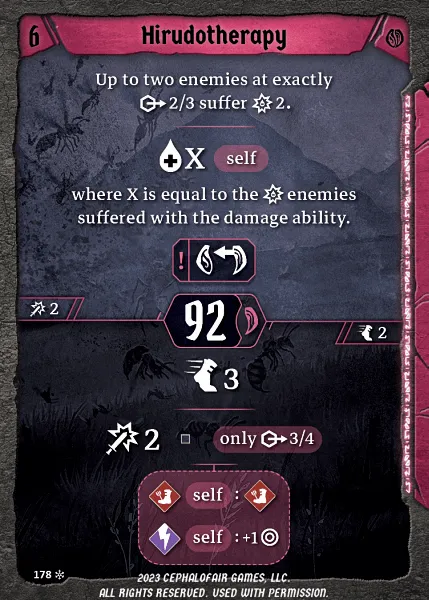 6 Hirudotherapy
Up to two enemies at exactly
2/3 suffer 2.
X self
where X is equal to the enemies
suffered with the damage ability.
!
2
92
2
3
2 only 3/4
self :
self : +1
178
2023 CEPHALOFAIR GAMES, LLC.
ALL RIGHTS RESERVED. USED WITH PERMISSION.